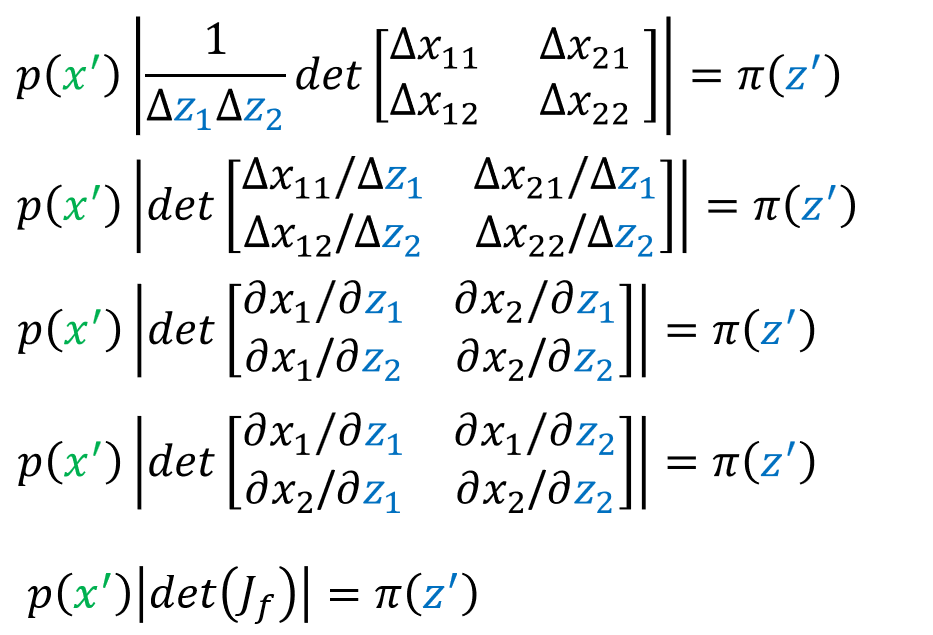 p(x′) | 1/(Δz₁Δz₂) det [Δx₁₁ Δx₂₁; Δx₁₂ Δx₂₂] | = π(z′)
p(x′) | det [Δx₁₁/Δz₁ Δx₂₁/Δz₁; Δx₁₂/Δz₂ Δx₂₂/Δz₂] | = π(z′)
p(x′) | det [∂x₁/∂z₁ ∂x₂/∂z₁; ∂x₁/∂z₂ ∂x₂/∂z₂] | = π(z′)
p(x′) | det [∂x₁/∂z₁ ∂x₁/∂z₂; ∂x₂/∂z₁ ∂x₂/∂z₂] | = π(z′)
p(x′)|det(J_f)| = π(z′)